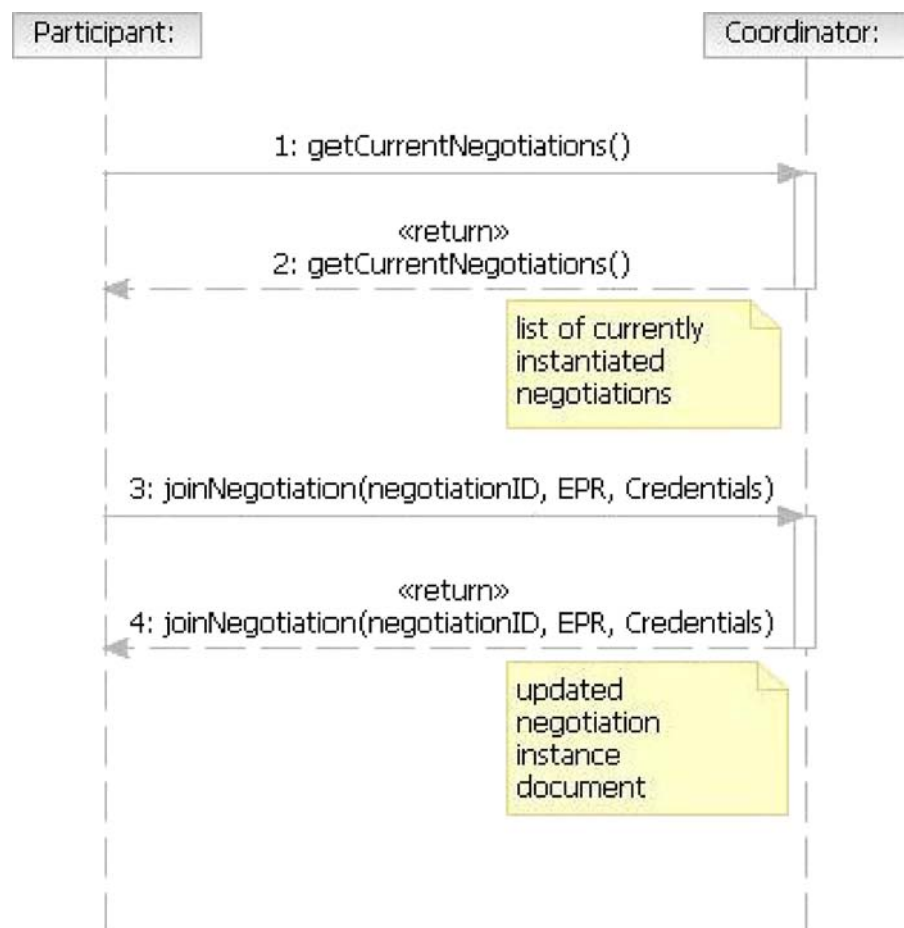 Participant:
Coordinator:
1: getCurrentNegotiations()
«return»
2: getCurrentNegotiations()
list of currently
instantiated
negotiations
3: joinNegotiation(negotiationID, EPR, Credentials)
«return»
4: joinNegotiation(negotiationID, EPR, Credentials)
updated
negotiation
instance
document